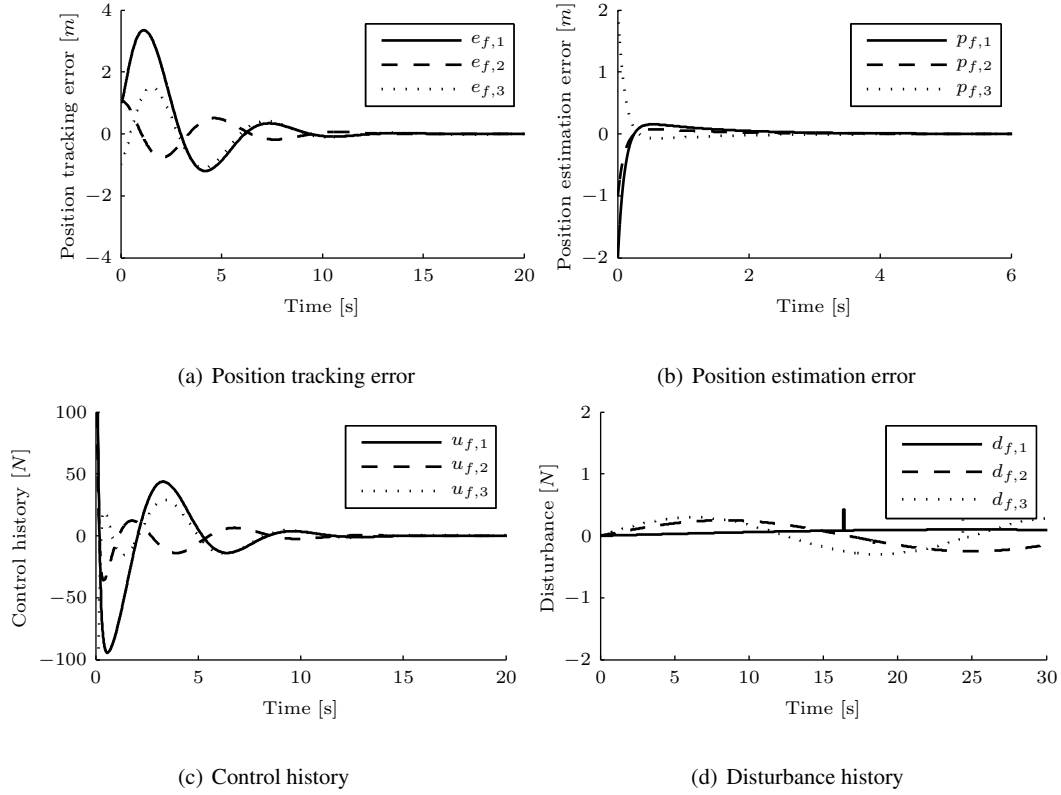 Position tracking error [m]
4
2
0
−2
−4
0
5
10
15
20
Time [s]
e_{f,1}
e_{f,2}
e_{f,3}
(a) Position tracking error
Position estimation error [m]
2
1
0
−1
−2
0
2
4
6
Time [s]
p_{f,1}
p_{f,2}
p_{f,3}
(b) Position estimation error
Control history [N]
100
50
0
−50
−100
0
5
10
15
20
Time [s]
u_{f,1}
u_{f,2}
u_{f,3}
(c) Control history
Disturbance [N]
2
1
0
−1
−2
0
5
10
15
20
25
30
Time [s]
d_{f,1}
d_{f,2}
d_{f,3}
(d) Disturbance history